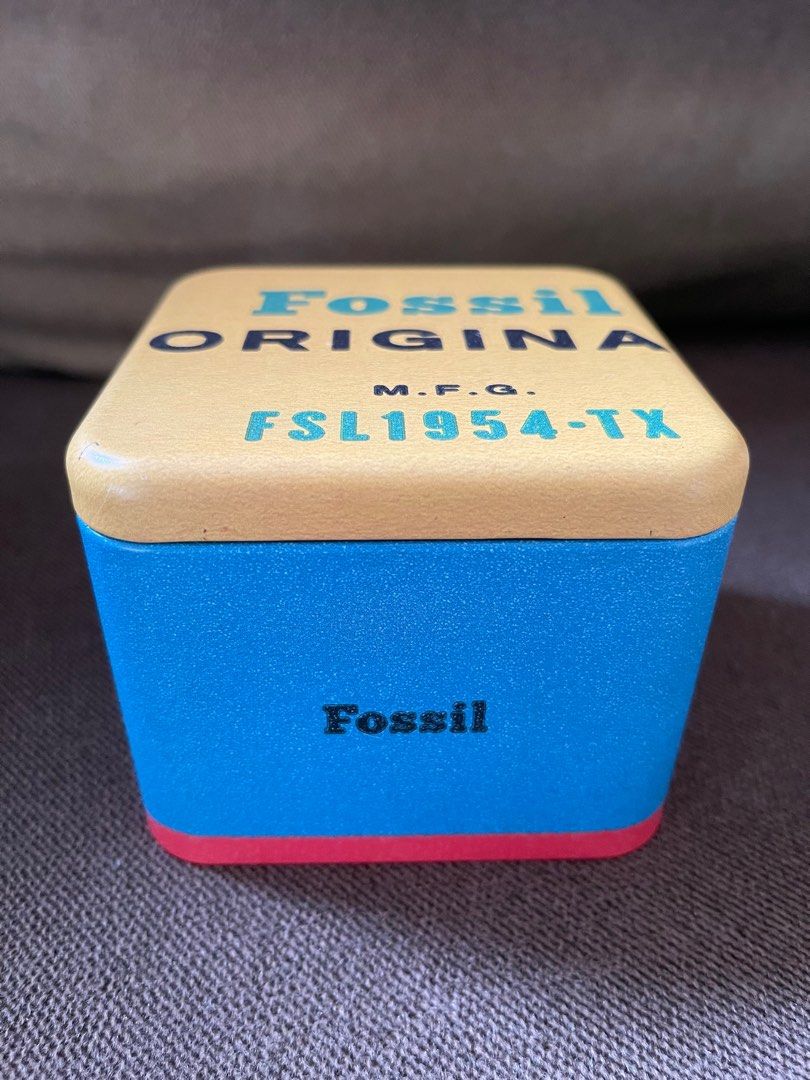 Fossil
ORIGINA
M.F.G.
FSL1954-TX
Fossil